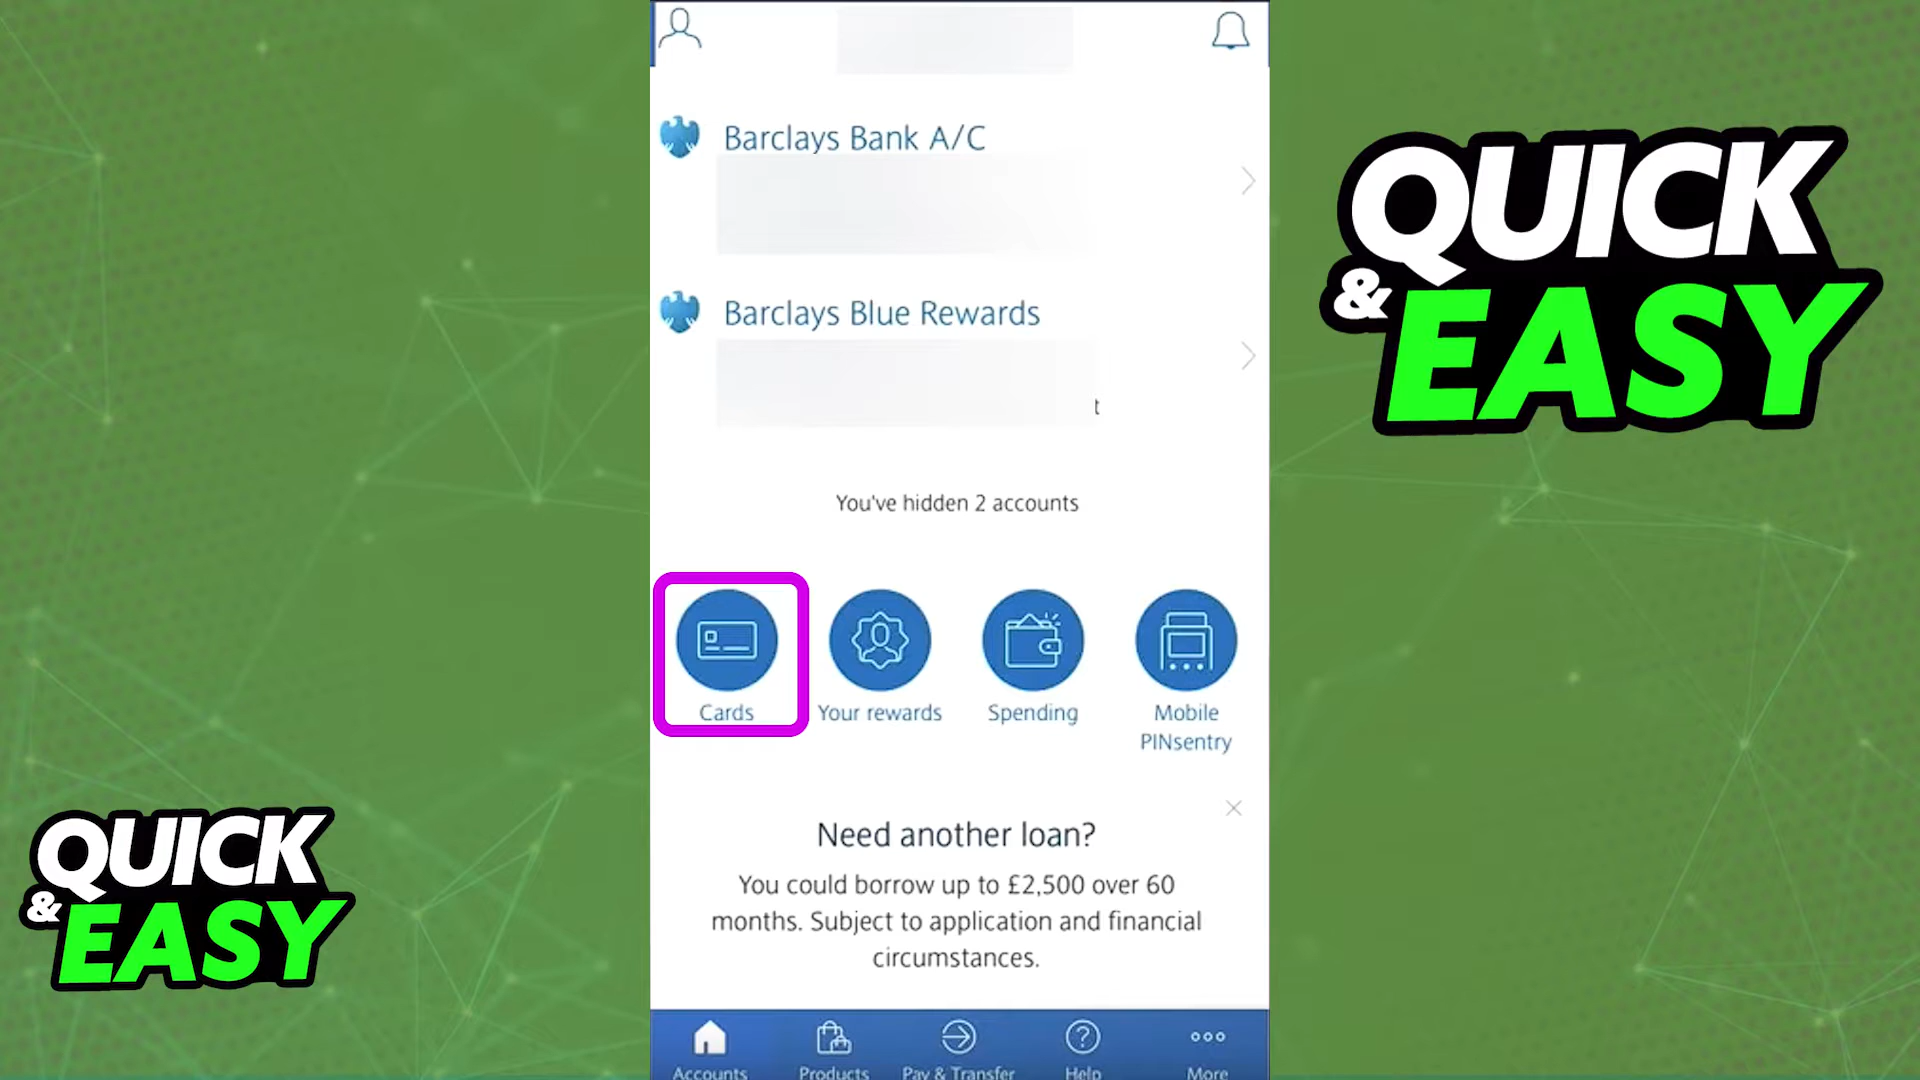 Barclays Bank A/C
Barclays Blue Rewards
t
You've hidden 2 accounts
Cards
Your rewards
Spending
Mobile
PINsentry
Need another loan?
You could borrow up to £2,500 over 60
months. Subject to application and financial
circumstances.
Accounts
Products
Pay & Transfer
Help
More
QUICK
& EASY
QUICK
& EASY